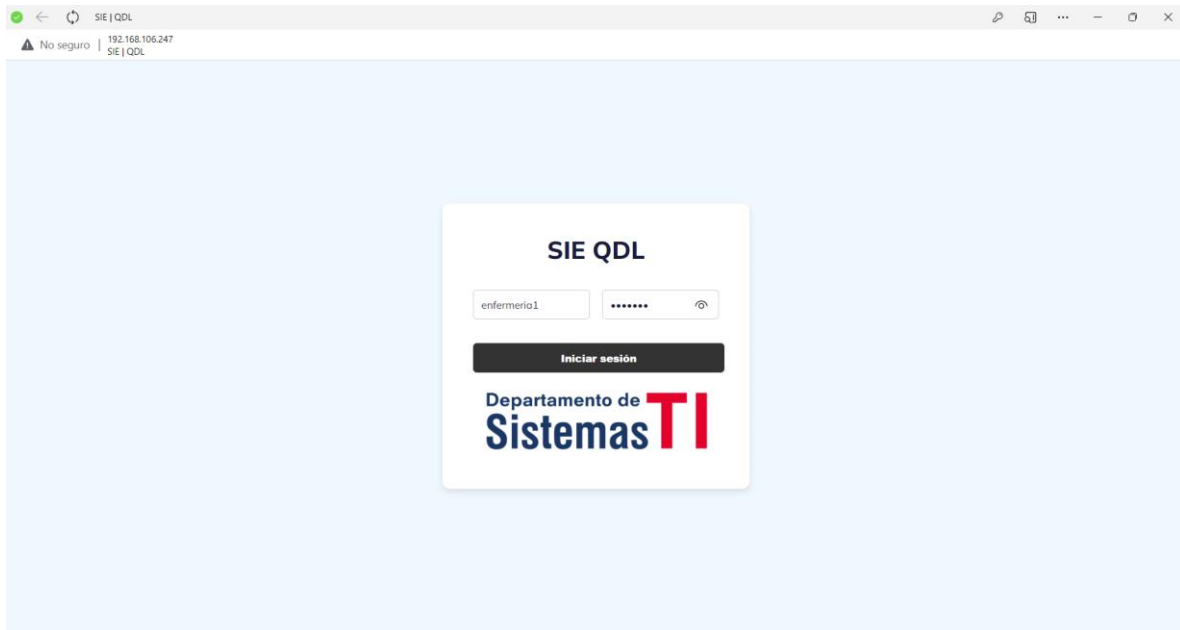 SIE | QDL
No seguro | 192.168.106.247
SIE | QDL
SIE QDL
enfermeria1 •••••••
Iniciar sesión
Departamento de
Sistemas TI